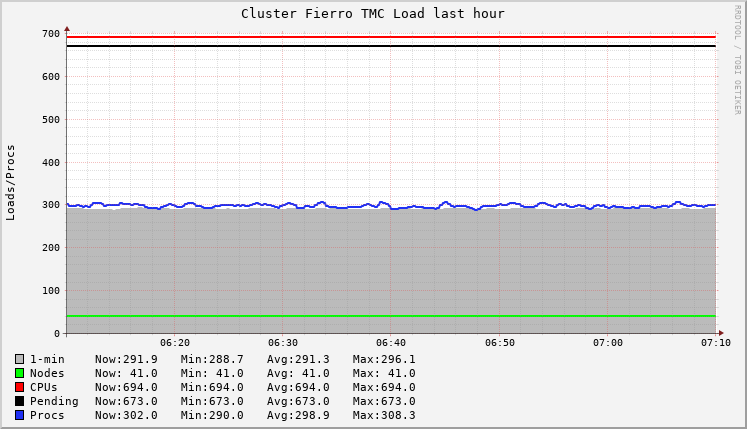 Cluster Fierro TMC Load last hour
RRDTOOL / TOBI OETIKER
Loads/Procs
700
600
500
400
300
200
100
0
06:20 06:30 06:40 06:50 07:00 07:10
1-min Now:291.9 Min:288.7 Avg:291.3 Max:296.1
Nodes Now: 41.0 Min: 41.0 Avg: 41.0 Max: 41.0
CPUs Now:694.0 Min:694.0 Avg:694.0 Max:694.0
Pending Now:673.0 Min:673.0 Avg:673.0 Max:673.0
Procs Now:302.0 Min:290.0 Avg:298.9 Max:308.3